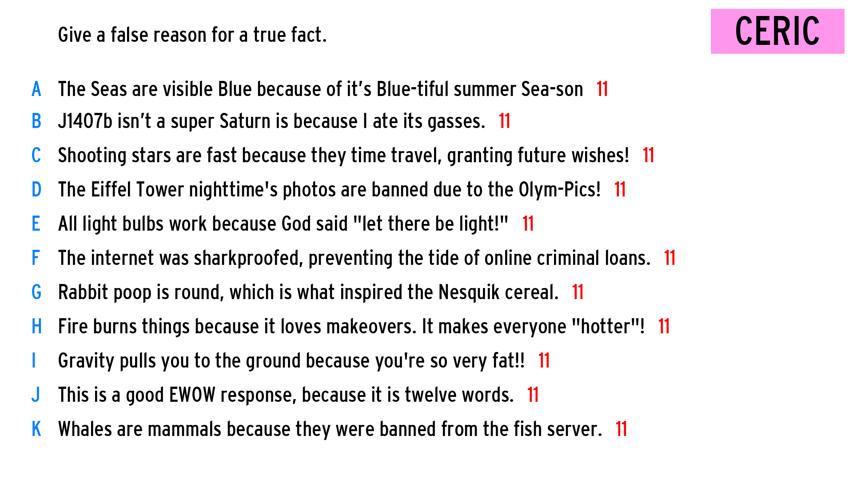 Give a false reason for a true fact.
CERIC
A The Seas are visible Blue because of it's Blue-tiful summer Sea-son 11
B J1407b isn't a super Saturn is because I ate its gasses. 11
C Shooting stars are fast because they time travel, granting future wishes! 11
D The Eiffel Tower nighttime's photos are banned due to the Olym-Pics! 11
E All light bulbs work because God said "let there be light!" 11
F The internet was sharkproofed, preventing the tide of online criminal loans. 11
G Rabbit poop is round, which is what inspired the Nesquik cereal. 11
H Fire burns things because it loves makeovers. It makes everyone "hotter"! 11
I Gravity pulls you to the ground because you're so very fat!! 11
J This is a good EWOW response, because it is twelve words. 11
K Whales are mammals because they were banned from the fish server. 11